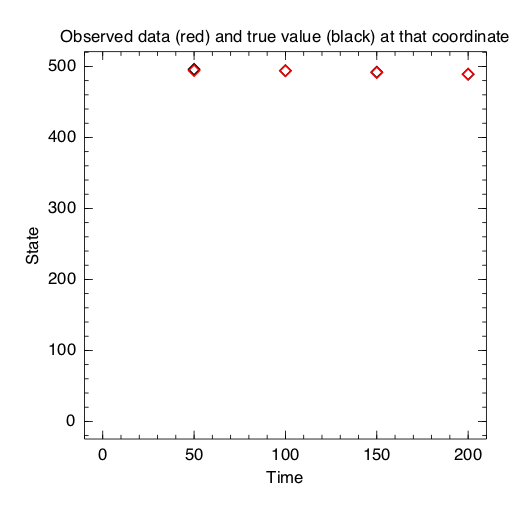 Observed data (red) and true value (black) at that coordinate
500
400
300
200
100
0
State
0 50 100 150 200
Time